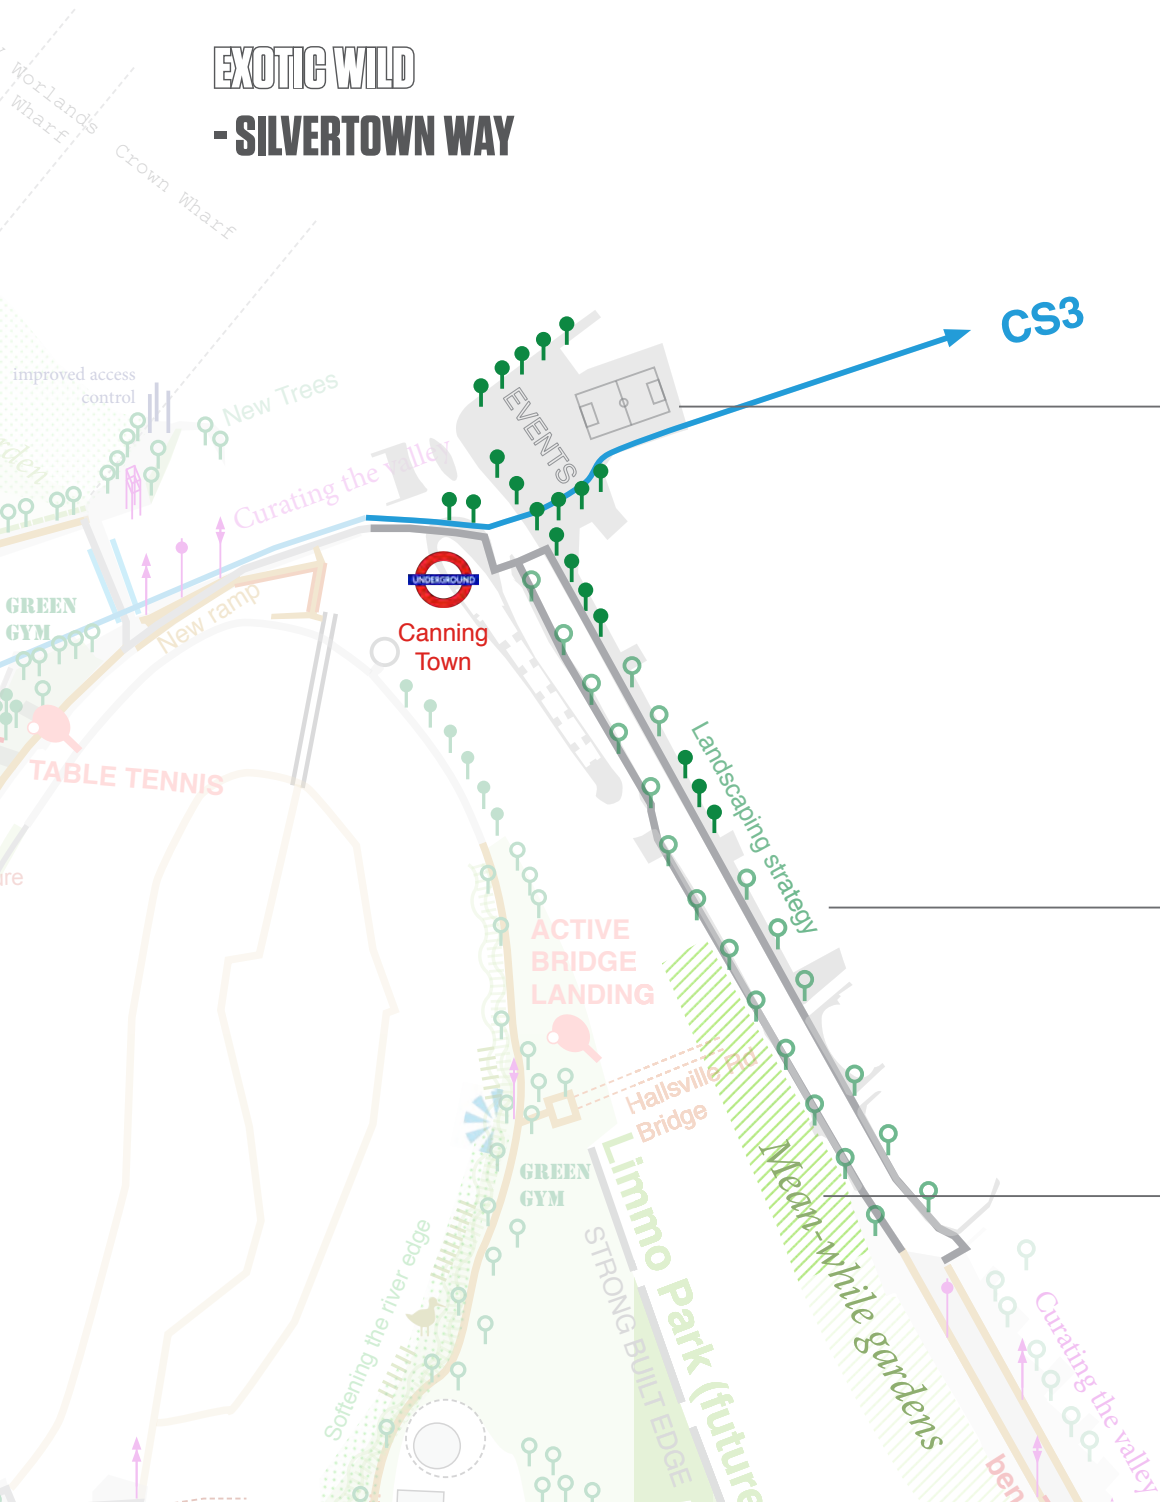 EXOTIC WILD
- SILVERTOWN WAY
Worlands
Wharf
Crown Wharf
CS3
improved access
control
New Trees
EVENTS
Curating the valley
UNDERGROUND
Canning
Town
GREEN
GYM
New ramp
TABLE TENNIS
Landscaping strategy
ACTIVE
BRIDGE
LANDING
Hallsville Rd
Bridge
GREEN
GYM
Mean-while gardens
Limmo Park (future
STRONG BUILT EDGE
Softening the river edge
Curating the valley